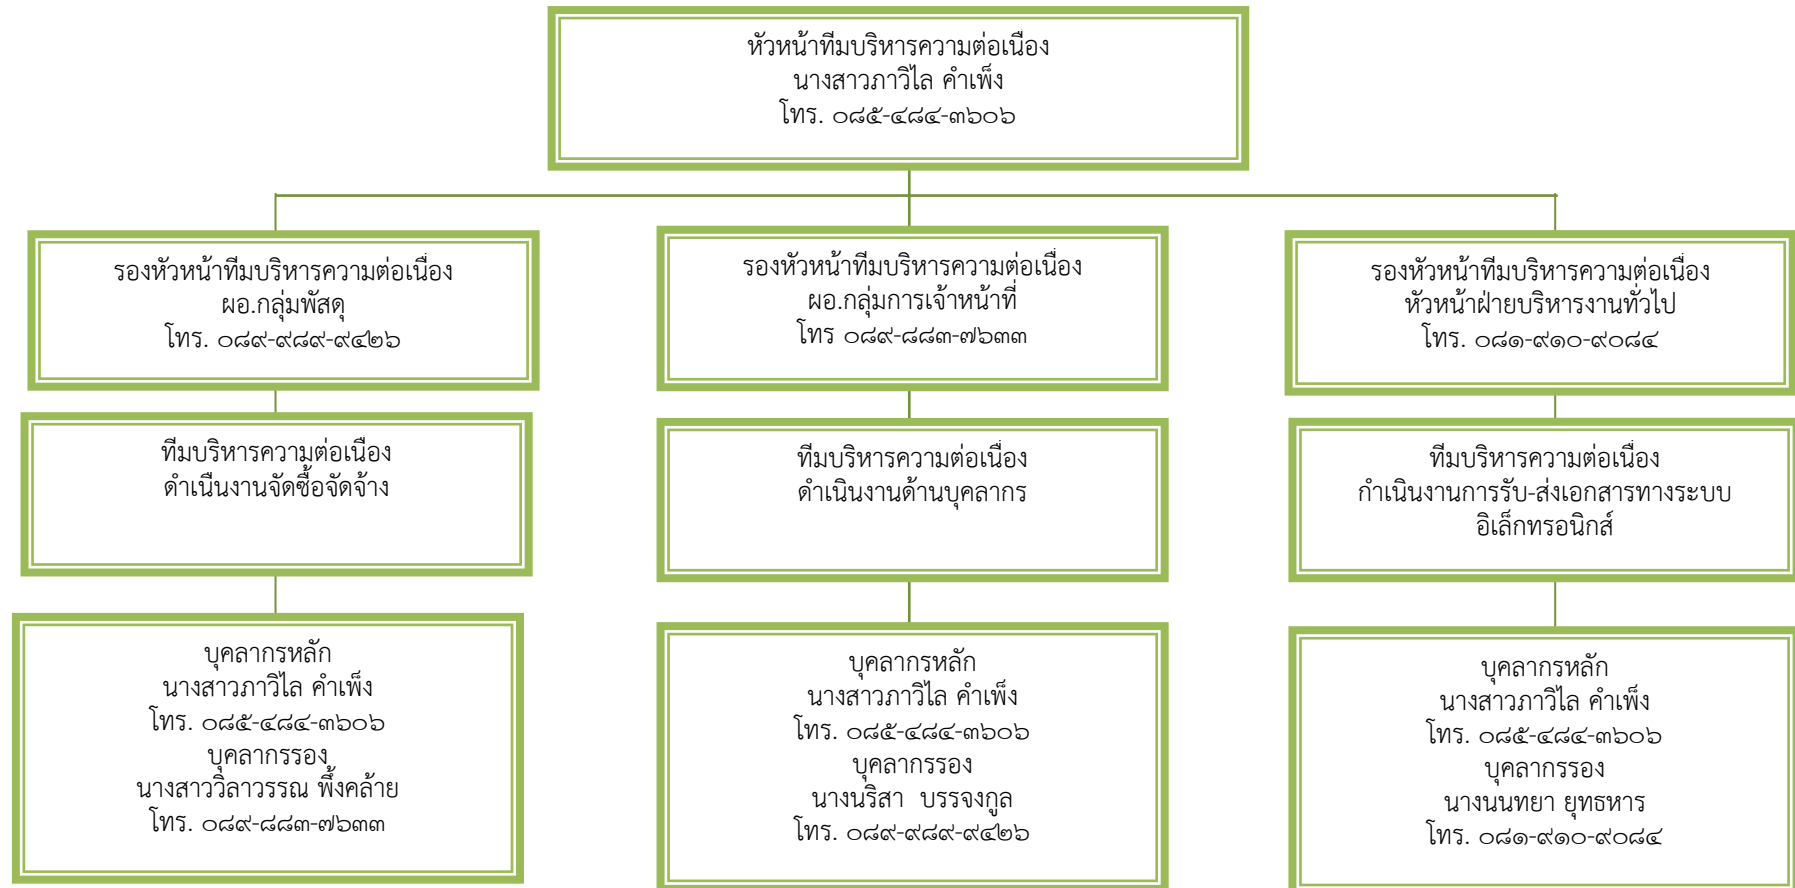 หัวหน้าทีมบริหารความต่อเนื่อง
นางสาวภาวิไล คำเพ็ง
โทร. ๐๘๕-๔๘๔-๓๖๐๖
รองหัวหน้าทีมบริหารความต่อเนื่อง
ผอ.กลุ่มพัสดุ
โทร. ๐๘๙-๙๘๙-๙๔๒๖
รองหัวหน้าทีมบริหารความต่อเนื่อง
ผอ.กลุ่มการเจ้าหน้าที่
โทร ๐๘๙-๘๘๓-๗๖๓๓
รองหัวหน้าทีมบริหารความต่อเนื่อง
หัวหน้าฝ่ายบริหารงานทั่วไป
โทร. ๐๘๑-๙๑๐-๙๐๘๔
ทีมบริหารความต่อเนื่อง
ดำเนืนงานจัดซื้อจัดจ้าง
ทีมบริหารความต่อเนื่อง
ดำเนินงานด้านบุคลากร
ทีมบริหารความต่อเนื่อง
กำเนินงานการรับ-ส่งเอกสารทางระบบ
อิเล็กทรอนิกส์
บุคลากรหลัก
นางสาวภาวิไล คำเพ็ง
โทร. ๐๘๕-๔๘๔-๓๖๐๖
บุคลากรรอง
นางสาววิลาวรรณ พึ้งคล้าย
โทร. ๐๘๙-๘๘๓-๗๖๓๓
บุคลากรหลัก
นางสาวภาวิไล คำเพ็ง
โทร. ๐๘๕-๔๘๔-๓๖๐๖
บุคลากรรอง
นางนริสา  บรรจงกูล
โทร. ๐๘๙-๙๘๙-๙๔๒๖
บุคลากรหลัก
นางสาวภาวิไล คำเพ็ง
โทร. ๐๘๕-๔๘๔-๓๖๐๖
บุคลากรรอง
นางนนทยา ยุทธหาร
โทร. ๐๘๑-๙๑๐-๙๐๘๔